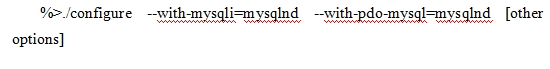 %>./configure --with-mysqli=mysqlnd --with-pdo-mysql=mysqlnd [other
options]